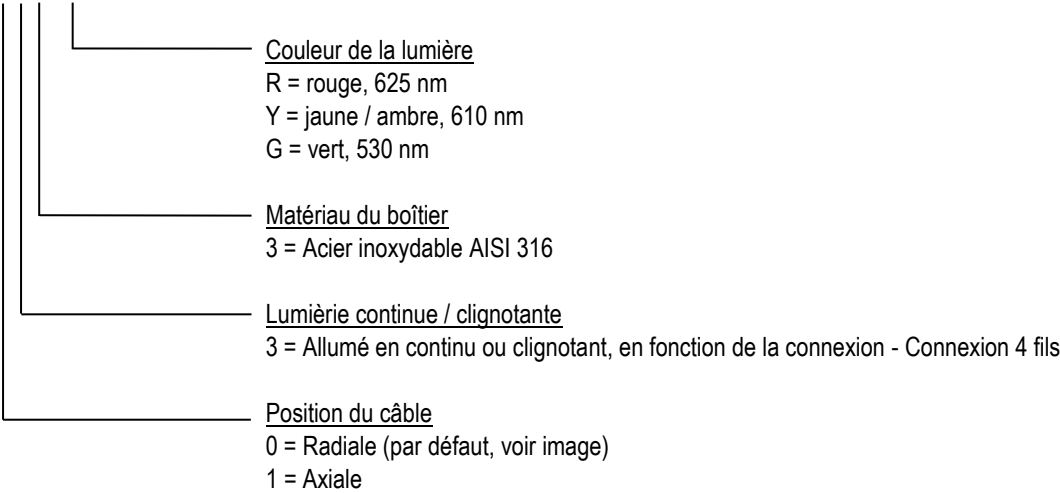 Couleur de la lumière
R = rouge, 625 nm
Y = jaune / ambre, 610 nm
G = vert, 530 nm
Matériau du boîtier
3 = Acier inoxydable AISI 316
Lumièrie continue / clignotante
3 = Allumé en continu ou clignotant, en fonction de la connexion - Connexion 4 fils
Position du câble
0 = Radiale (par défaut, voir image)
1 = Axiale